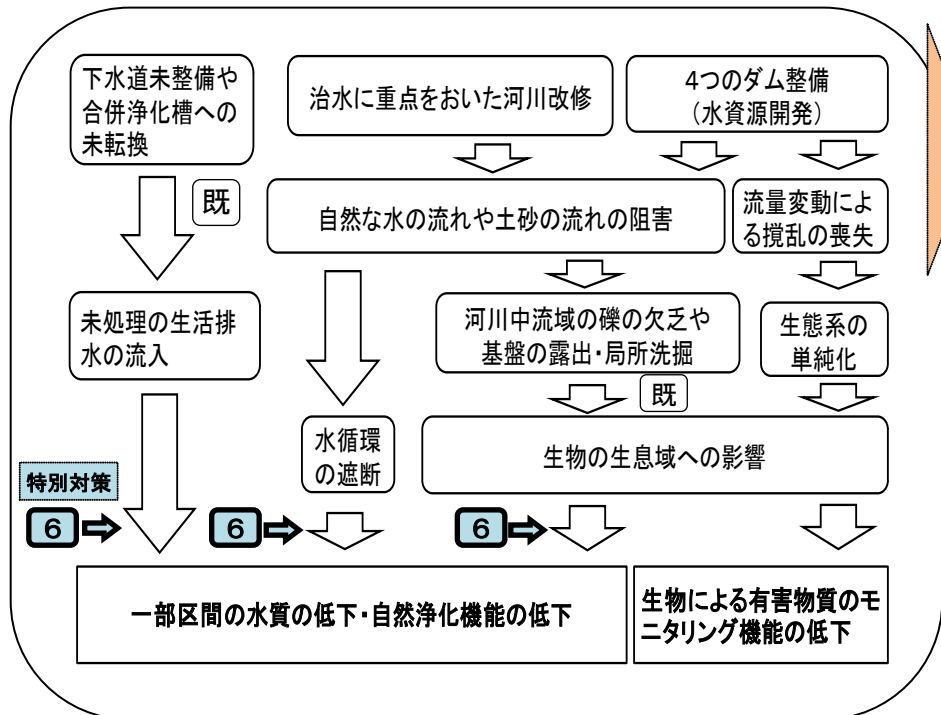 下水道未整備や
合併浄化槽への
未転換
治水に重点をおいた河川改修
4つのダム整備
(水資源開発)
既
自然な水の流れや土砂の流れの阻害
流量変動によ
る撹乱の喪失
未処理の生活排
水の流入
河川中流域の礫の欠乏や
基盤の露出・局所洗掘
生態系の
単純化
既
水循環
の遮断
生物の生息域への影響
特別対策
6
6
6
一部区間の水質の低下・自然浄化機能の低下
生物による有害物質のモ
ニタリング機能の低下